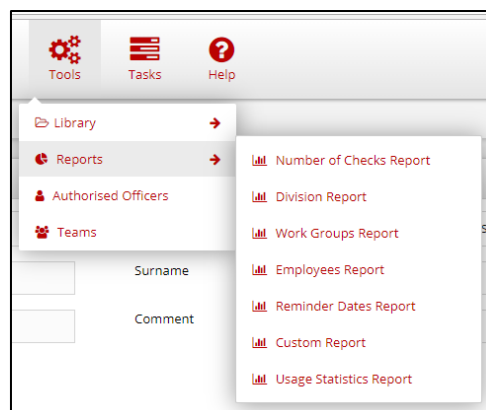 Tools
Tasks
Help
Library
Reports
Authorised Officers
Teams
Number of Checks Report
Division Report
Work Groups Report
Employees Report
Reminder Dates Report
Custom Report
Usage Statistics Report
Surname
Comment